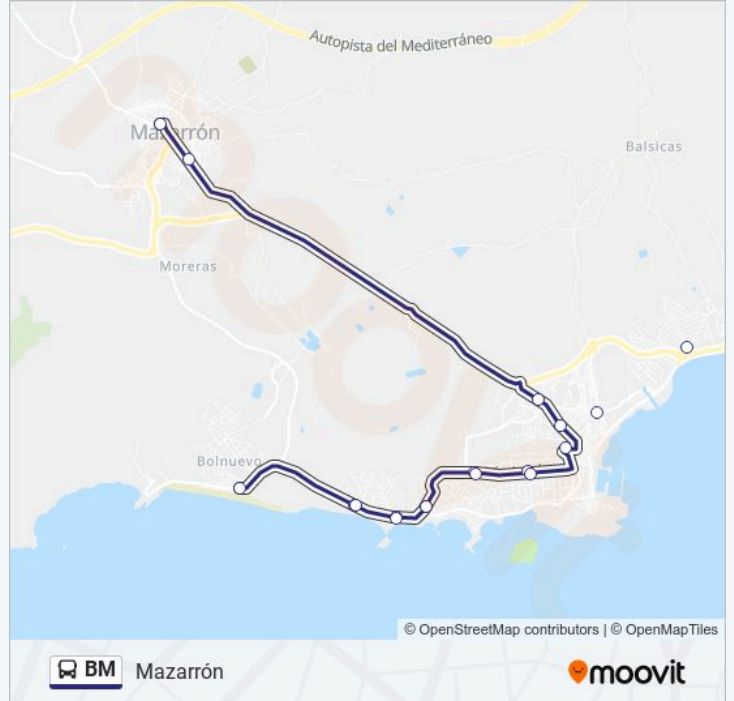 Autopista del Mediterráneo
Mazarrón
Balsicas
Moreras
Bolnuevo
© OpenStreetMap contributors | © OpenMapTiles
BM Mazarrón
moovit